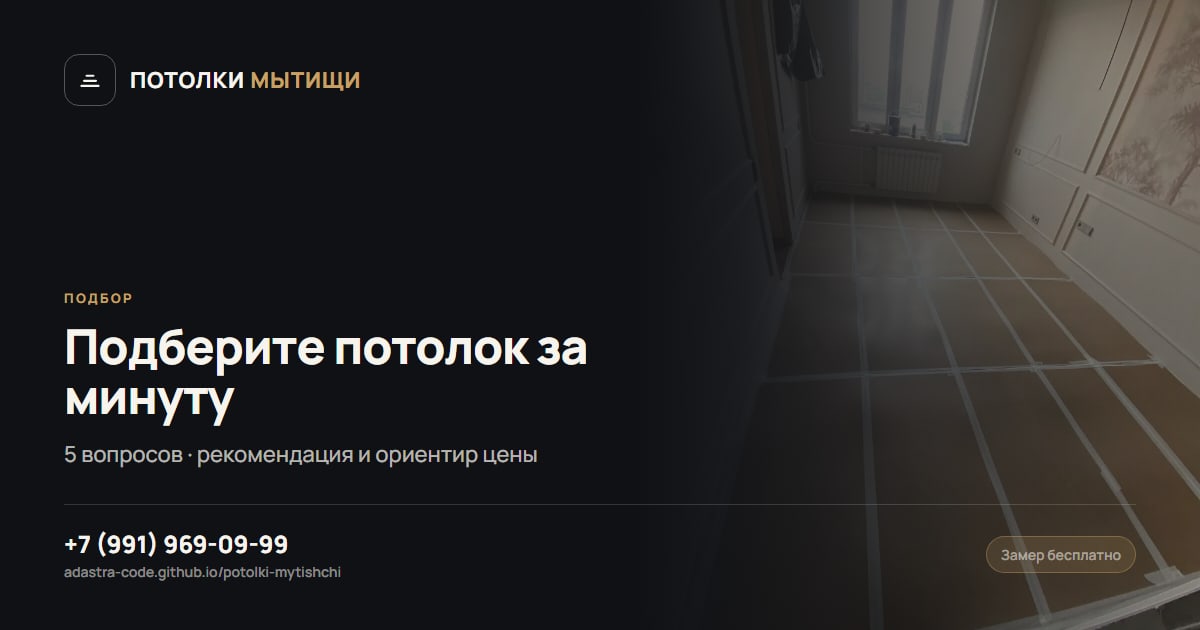 ПОТОЛКИ МЫТИЩИ
ПОДБОР
Подберите потолок за
минуту
5 вопросов · рекомендация и ориентир цены
+7 (991) 969-09-99
adastra-code.github.io/potolki-mytishchi
Замер бесплатно